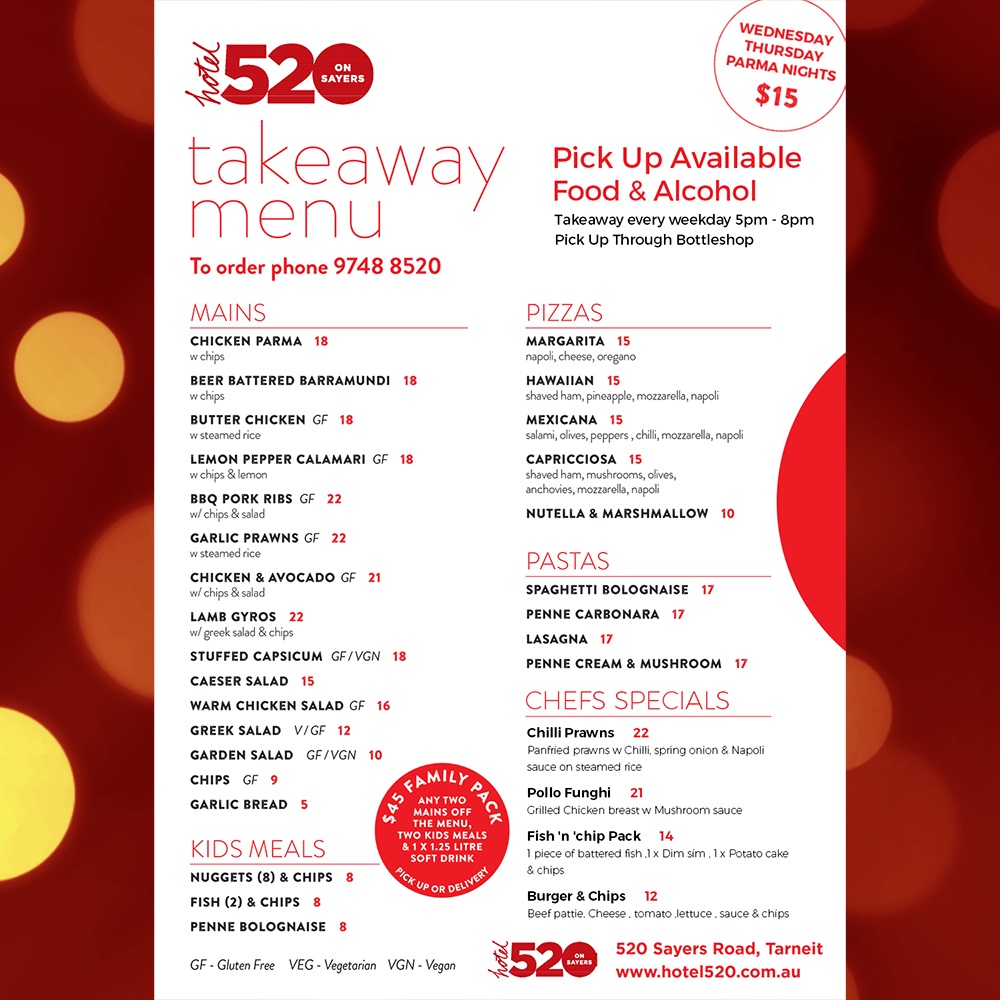 hotel 520 ON SAYERS
WEDNESDAY
THURSDAY
PARMA NIGHTS
$15
takeaway
menu
To order phone 9748 8520
Pick Up Available
Food & Alcohol
Takeaway every weekday 5pm - 8pm
Pick Up Through Bottleshop
MAINS
CHICKEN PARMA 18
w chips
BEER BATTERED BARRAMUNDI 18
w chips
BUTTER CHICKEN GF 18
w steamed rice
LEMON PEPPER CALAMARI GF 18
w chips & lemon
BBQ PORK RIBS GF 22
w/ chips & salad
GARLIC PRAWNS GF 22
w steamed rice
CHICKEN & AVOCADO GF 21
w/ chips & salad
LAMB GYROS 22
w/ greek salad & chips
STUFFED CAPSICUM GF / VGN 18
CAESER SALAD 15
WARM CHICKEN SALAD GF 16
GREEK SALAD V / GF 12
GARDEN SALAD GF / VGN 10
CHIPS GF 9
GARLIC BREAD 5
$45 FAMILY PACK
ANY TWO
MAINS OFF
THE MENU,
TWO KIDS MEALS
& 1 X 1.25 LITRE
SOFT DRINK
PICK UP OR DELIVERY
KIDS MEALS
NUGGETS (8) & CHIPS 8
FISH (2) & CHIPS 8
PENNE BOLOGNAISE 8
GF - Gluten Free VEG - Vegetarian VGN - Vegan
PIZZAS
MARGARITA 15
napoli, cheese, oregano
HAWAIIAN 15
shaved ham, pineapple, mozzarella, napoli
MEXICANA 15
salami, olives, peppers , chilli, mozzarella, napoli
CAPRICCIOSA 15
shaved ham, mushrooms, olives,
anchovies, mozzarella, napoli
NUTELLA & MARSHMALLOW 10
PASTAS
SPAGHETTI BOLOGNAISE 17
PENNE CARBONARA 17
LASAGNA 17
PENNE CREAM & MUSHROOM 17
CHEFS SPECIALS
Chilli Prawns 22
Panfried prawns w Chilli, spring onion & Napoli
sauce on steamed rice
Pollo Funghi 21
Grilled Chicken breast w Mushroom sauce
Fish 'n 'chip Pack 14
1 piece of battered fish ,1 x Dim sim , 1 x Potato cake
& chips
Burger & Chips 12
Beef pattie, Cheese , tomato ,lettuce , sauce & chips
hotel 520 ON SAYERS
520 Sayers Road, Tarneit
www.hotel520.com.au